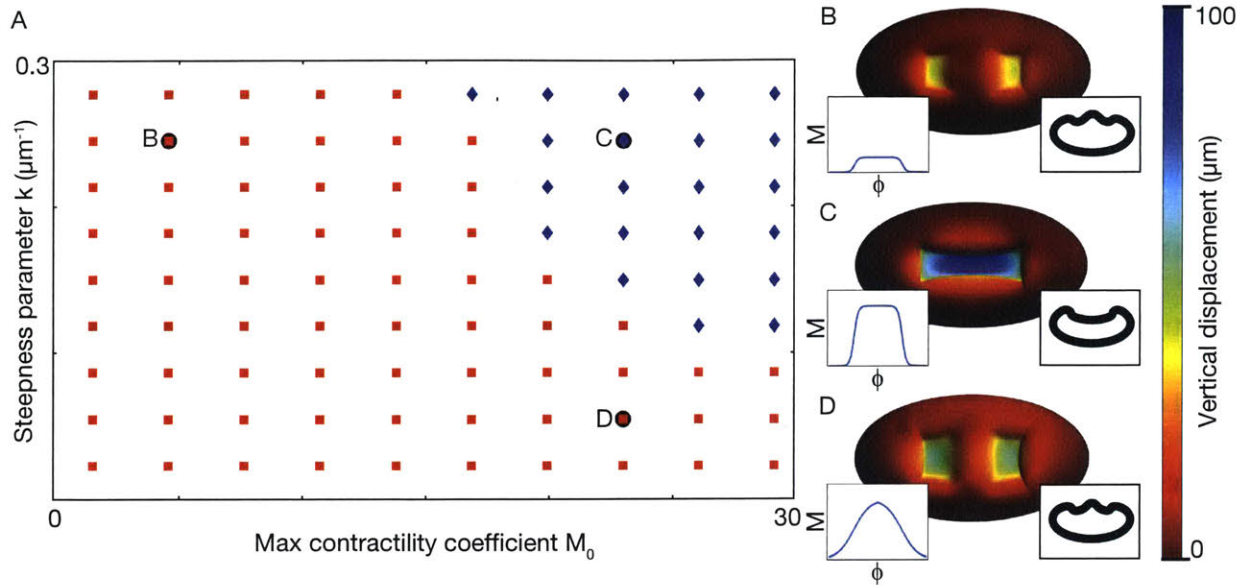 A
0.3
Steepness parameter k (µm⁻¹)
B
C
D
0
30
Max contractility coefficient M₀
B
M
ϕ
C
M
ϕ
D
M
ϕ
100
Vertical displacement (µm)
0